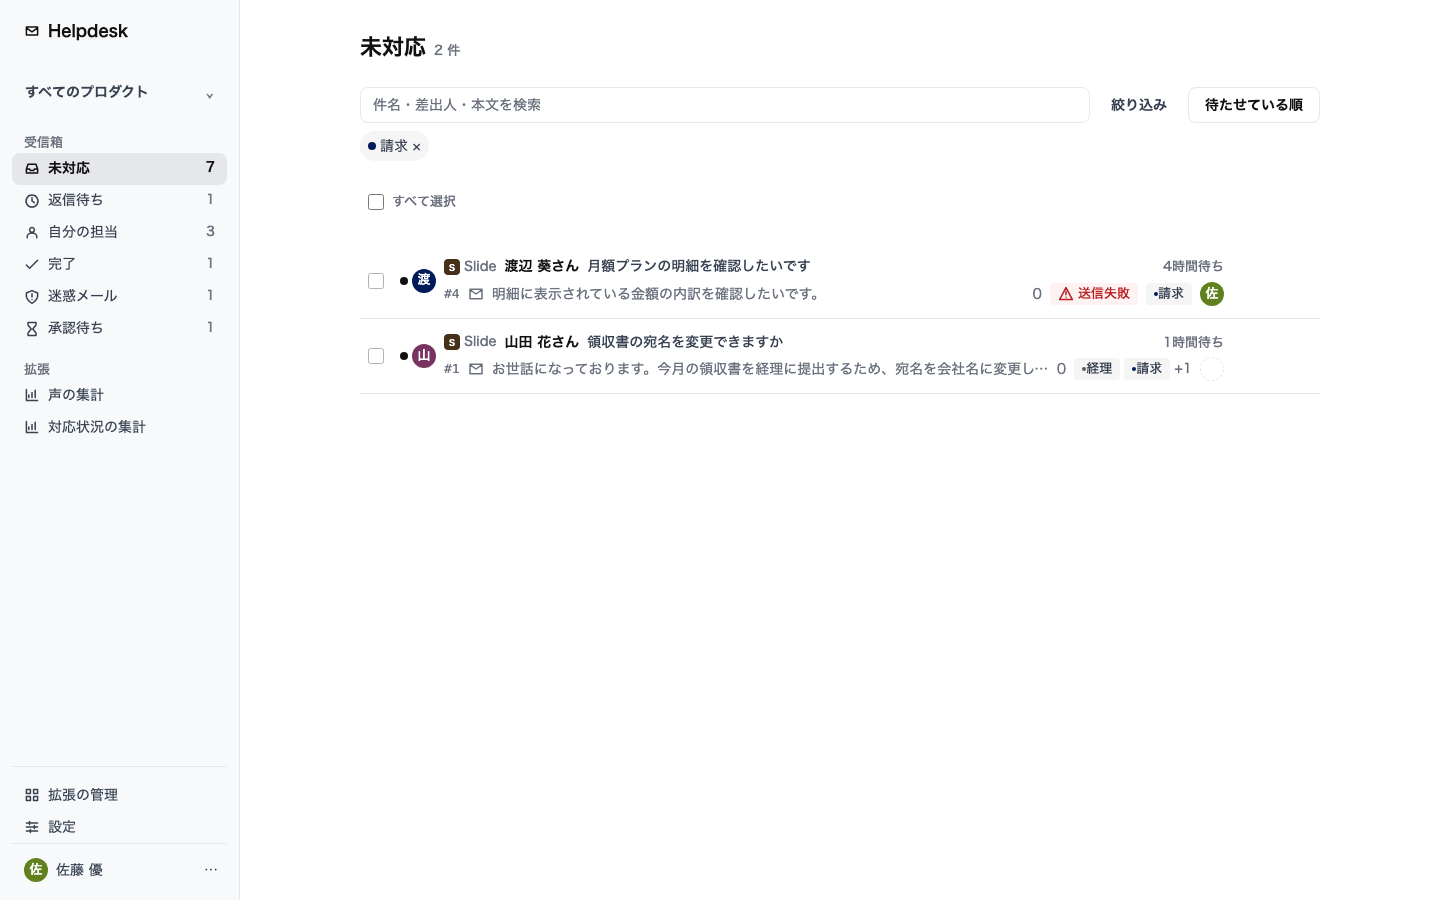 Helpdesk
すべてのプロダクト
受信箱
未対応 7
返信待ち 1
自分の担当 3
完了 1
迷惑メール 1
承認待ち 1
拡張
声の集計
対応状況の集計
拡張の管理
設定
佐 佐藤 優 …
未対応 2 件
件名・差出人・本文を検索 絞り込み 待たせている順
請求 ×
すべて選択
渡 S Slide 渡辺 葵さん 月額プランの明細を確認したいです 4時間待ち
#4 明細に表示されている金額の内訳を確認したいです。 0 送信失敗 •請求 佐
山 S Slide 山田 花さん 領収書の宛名を変更できますか 1時間待ち
#1 お世話になっております。今月の領収書を経理に提出するため、宛名を会社名に変更し… 0 •経理 •請求 +1